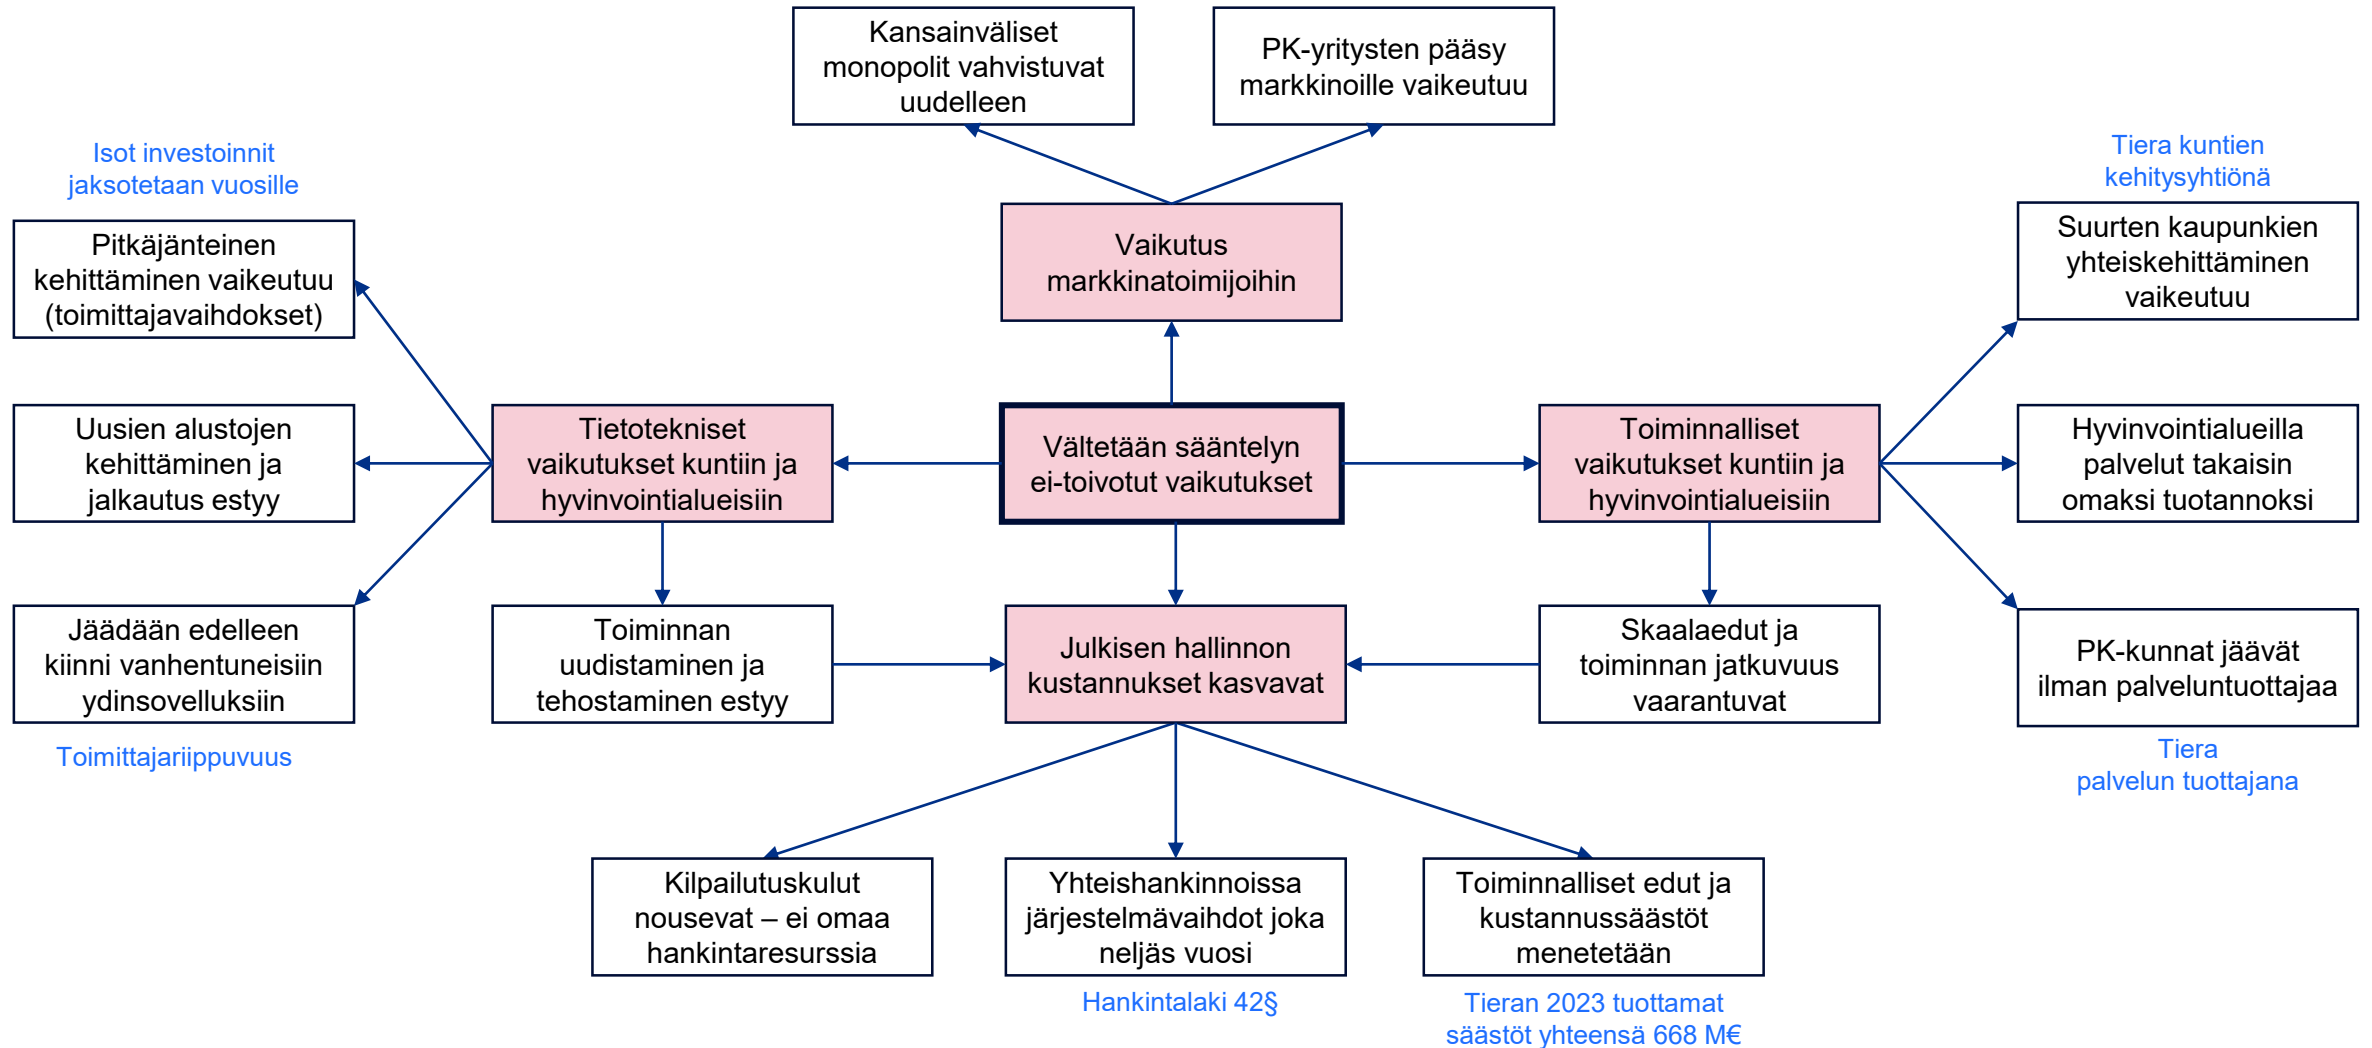 Kansainväliset
monopolit vahvistuvat
uudelleen
PK-yritysten pääsy
markkinoille vaikeutuu
Isot investoinnit
jaksotetaan vuosille
Tiera kuntien
kehitysyhtiönä
Pitkäjänteinen
kehittäminen vaikeutuu
(toimittajavaihdokset)
Vaikutus
markkinatoimijoihin
Suurten kaupunkien
yhteiskehittäminen
vaikeutuu
Uusien alustojen
kehittäminen ja
jalkautus estyy
Tietotekniset
vaikutukset kuntiin ja
hyvinvointialueisiin
Vältetään sääntelyn
ei-toivotut vaikutukset
Toiminnalliset
vaikutukset kuntiin ja
hyvinvointialueisiin
Hyvinvointialueilla
palvelut takaisin
omaksi tuotannoksi
Jäädään edelleen
kiinni vanhentuneisiin
ydinsovelluksiin
Toiminnan
uudistaminen ja
tehostaminen estyy
Julkisen hallinnon
kustannukset kasvavat
Skaalaedut ja
toiminnan jatkuvuus
vaarantuvat
PK-kunnat jäävät
ilman palveluntuottajaa
Toimittajariippuvuus
Tiera
palvelun tuottajana
Kilpailutuskulut
nousevat – ei omaa
hankintaresurssia
Yhteishankinnoissa
järjestelmävaihdot joka
neljäs vuosi
Toiminnalliset edut ja
kustannussäästöt
menetetään
Hankintalaki 42§
Tieran 2023 tuottamat
säästöt yhteensä 668 M€